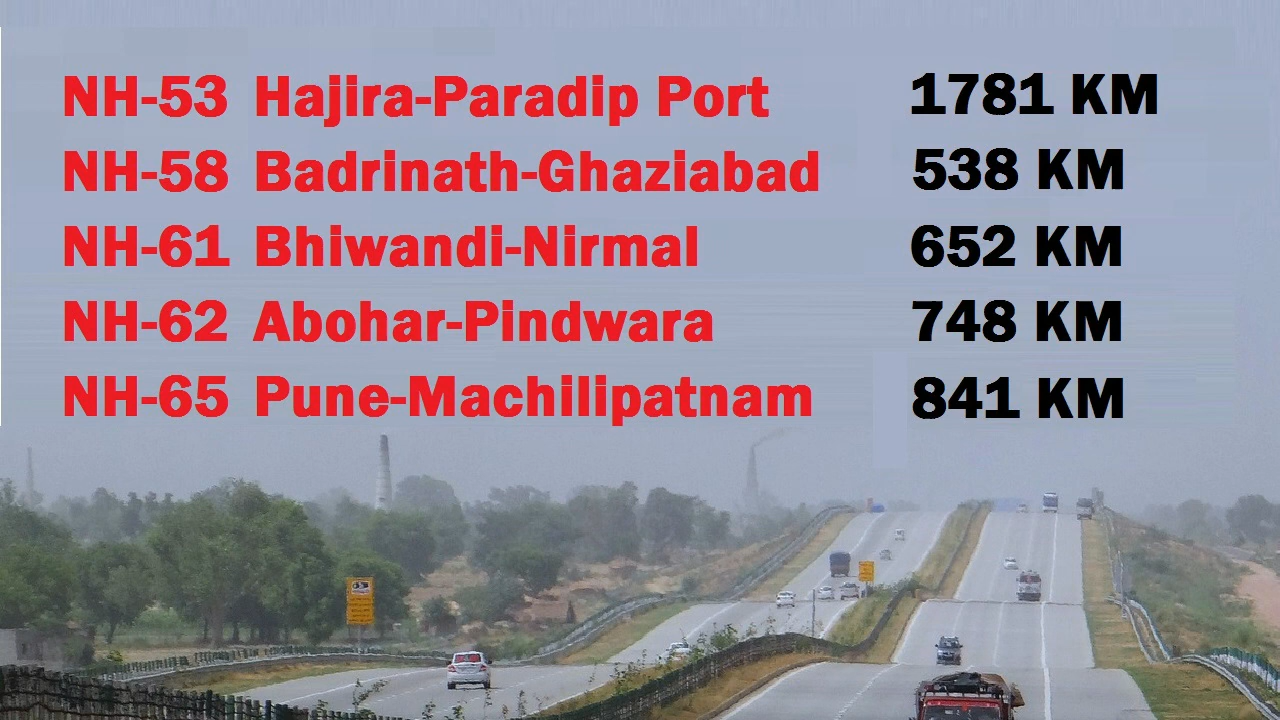 NH-53 Hajira-Paradip Port 1781 KM
NH-58 Badrinath-Ghaziabad 538 KM
NH-61 Bhiwandi-Nirmal 652 KM
NH-62 Abohar-Pindwara 748 KM
NH-65 Pune-Machilipatnam 841 KM